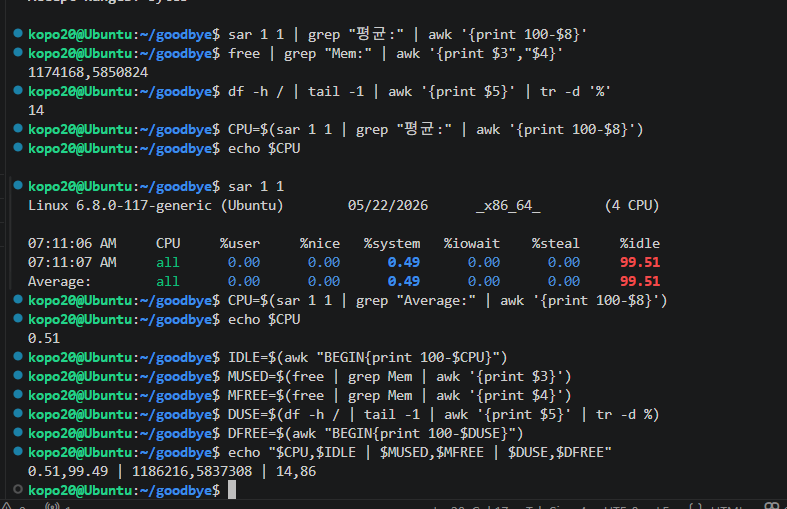 kopo20@Ubuntu:~/goodbye$ sar 1 1 | grep "평균:" | awk '{print 100-$8}'
kopo20@Ubuntu:~/goodbye$ free | grep "Mem:" | awk '{print $3","$4}'
1174168,5850824
kopo20@Ubuntu:~/goodbye$ df -h / | tail -1 | awk '{print $5}' | tr -d '%'
14
kopo20@Ubuntu:~/goodbye$ CPU=$(sar 1 1 | grep "평균:" | awk '{print 100-$8}')
kopo20@Ubuntu:~/goodbye$ echo $CPU
kopo20@Ubuntu:~/goodbye$ sar 1 1
Linux 6.8.0-117-generic (Ubuntu) 05/22/2026 _x86_64_ (4 CPU)
07:11:06 AM CPU %user %nice %system %iowait %steal %idle
07:11:07 AM all 0.00 0.00 0.49 0.00 0.00 99.51
Average: all 0.00 0.00 0.49 0.00 0.00 99.51
kopo20@Ubuntu:~/goodbye$ CPU=$(sar 1 1 | grep "Average:" | awk '{print 100-$8}')
kopo20@Ubuntu:~/goodbye$ echo $CPU
0.51
kopo20@Ubuntu:~/goodbye$ IDLE=$(awk "BEGIN{print 100-$CPU}")
kopo20@Ubuntu:~/goodbye$ MUSED=$(free | grep Mem | awk '{print $3}')
kopo20@Ubuntu:~/goodbye$ MFREE=$(free | grep Mem | awk '{print $4}')
kopo20@Ubuntu:~/goodbye$ DUSE=$(df -h / | tail -1 | awk '{print $5}' | tr -d %)
kopo20@Ubuntu:~/goodbye$ DFREE=$(awk "BEGIN{print 100-$DUSE}")
kopo20@Ubuntu:~/goodbye$ echo "$CPU,$IDLE | $MUSED,$MFREE | $DUSE,$DFREE"
0.51,99.49 | 1186216,5837308 | 14,86
kopo20@Ubuntu:~/goodbye$